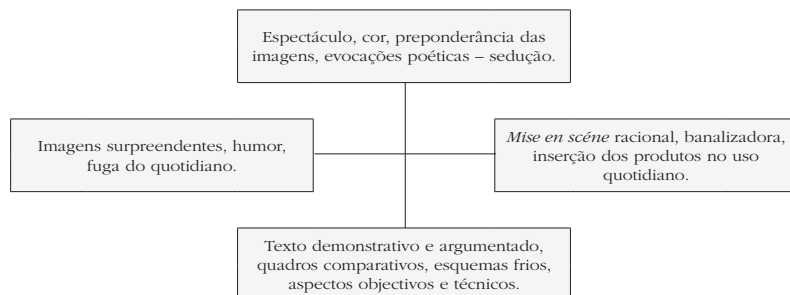 Espectáculo, cor, preponderância das
imagens, evocações poéticas – sedução.
Imagens surpreendentes, humor,
fuga do quotidiano.
Mise en scéne racional, banalizadora,
inserção dos produtos no uso
quotidiano.
Texto demonstrativo e argumentado,
quadros comparativos, esquemas frios,
aspectos objectivos e técnicos.